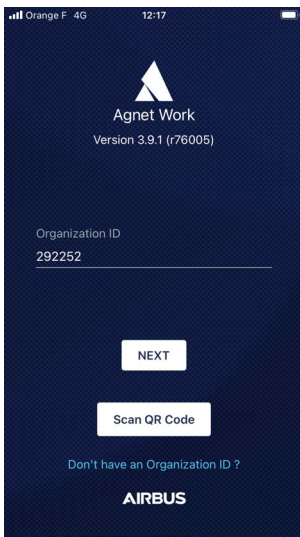 Orange F 4G 12:17
Agnet Work
Version 3.9.1 (r76005)
Organization ID
292252
NEXT
Scan QR Code
Don't have an Organization ID ?
AIRBUS